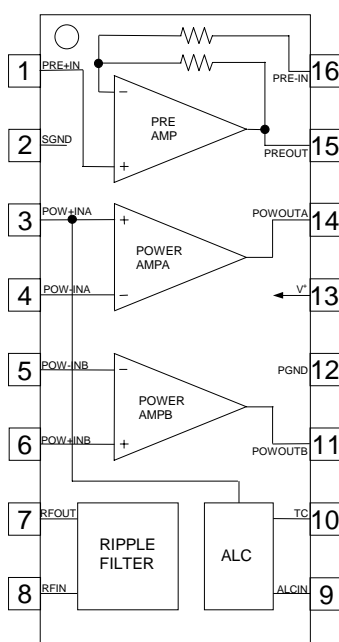 1 PRE+IN
PRE-IN 16
PRE AMP
− +
2 SGND
PREOUT 15
3 POW+INA
POWOUTA 14
POWER AMPA
+ −
4 POW-INA
V+ 13
5 POW-INB
PGND 12
POWER AMPB
− +
6 POW+INB
POWOUTB 11
7 RFOUT
TC 10
RIPPLE FILTER
ALC
8 RFIN
ALCIN 9